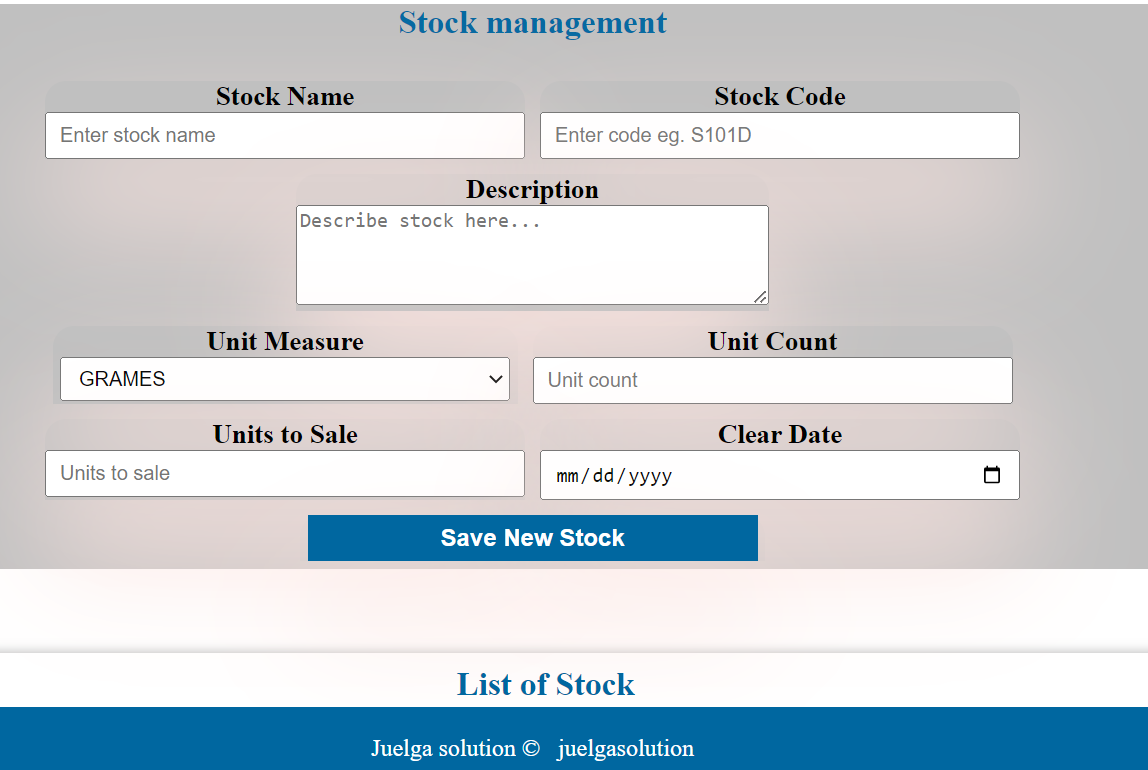 Stock management
Stock Name
Stock Code
Enter stock name
Enter code eg. S101D
Description
Describe stock here...
Unit Measure
Unit Count
GRAMES
Unit count
Units to Sale
Clear Date
Units to sale
mm/dd/yyyy
Save New Stock
List of Stock
Juelga solution © juelgasolution